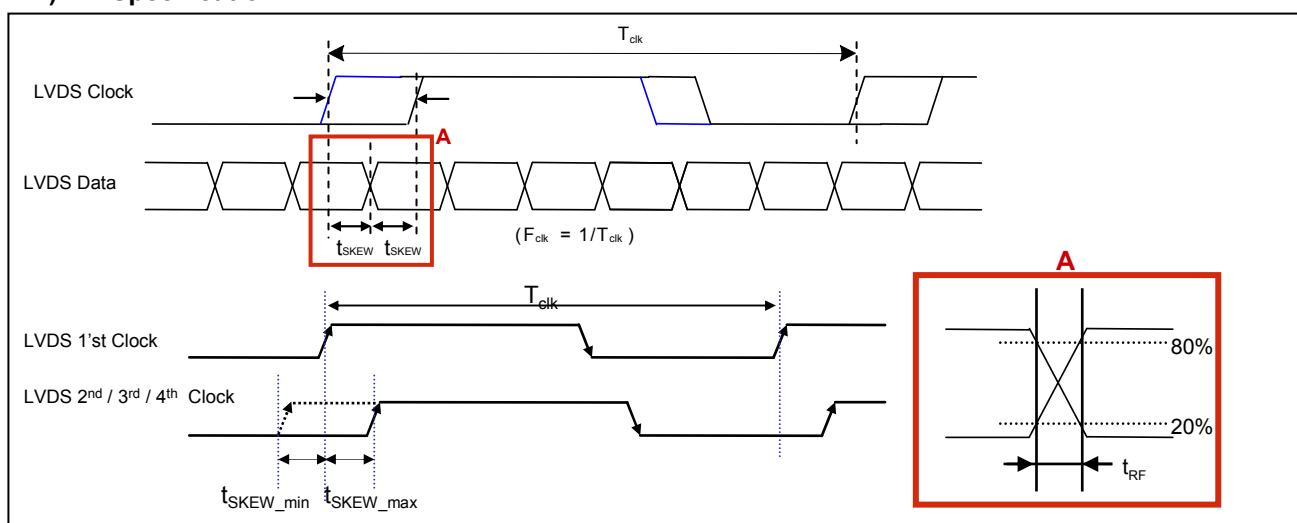 T_clk
LVDS Clock
A
LVDS Data
t_SKEW t_SKEW
( F_clk = 1/T_clk )
A
T_clk
LVDS 1'st Clock
80%
LVDS 2nd / 3rd / 4th Clock
20%
t_RF
t_SKEW_min t_SKEW_max